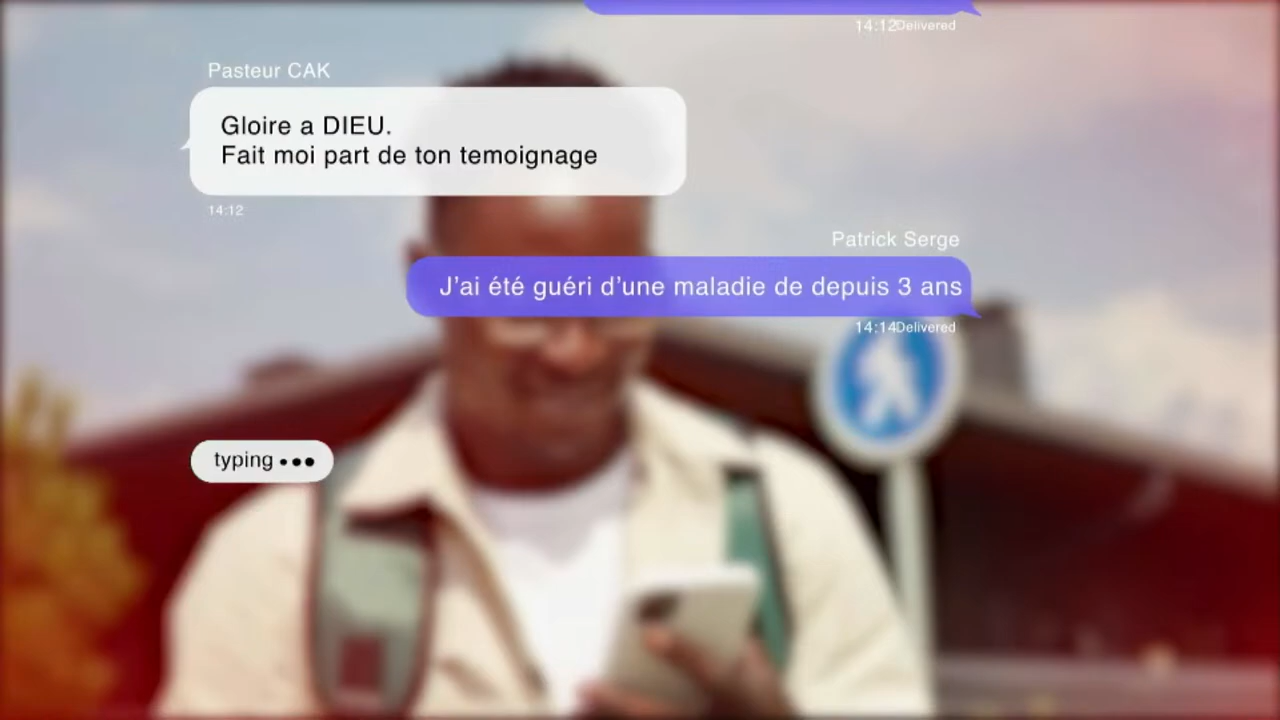 14:12Delivered
Pasteur CAK
Gloire a DIEU.
Fait moi part de ton temoignage
14:12
Patrick Serge
J’ai été guéri d’une maladie de depuis 3 ans
14:14Delivered
typing •••